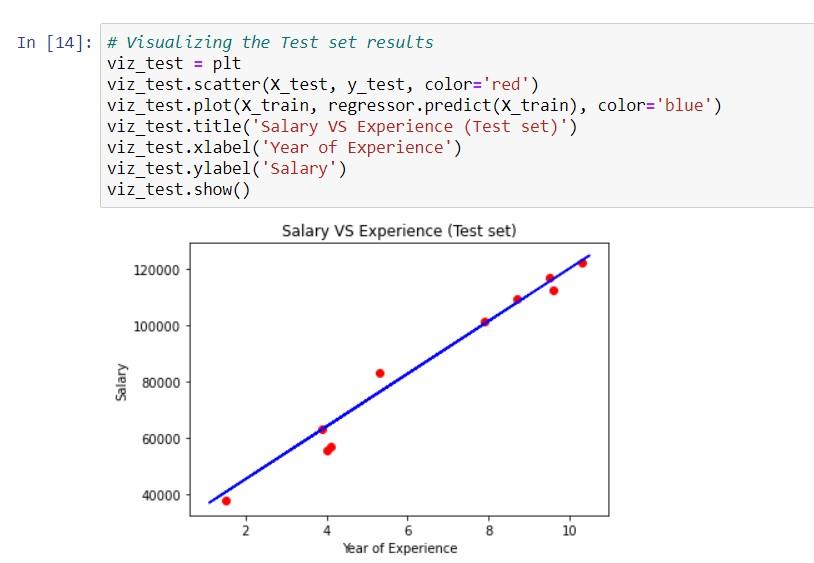 In [14]: # Visualizing the Test set results
viz_test = plt
viz_test.scatter(X_test, y_test, color='red')
viz_test.plot(X_train, regressor.predict(X_train), color='blue')
viz_test.title('Salary VS Experience (Test set)')
viz_test.xlabel('Year of Experience')
viz_test.ylabel('Salary')
viz_test.show()
Salary VS Experience (Test set)
120000
100000
80000
60000
40000
Salary
2 4 6 8 10
Year of Experience